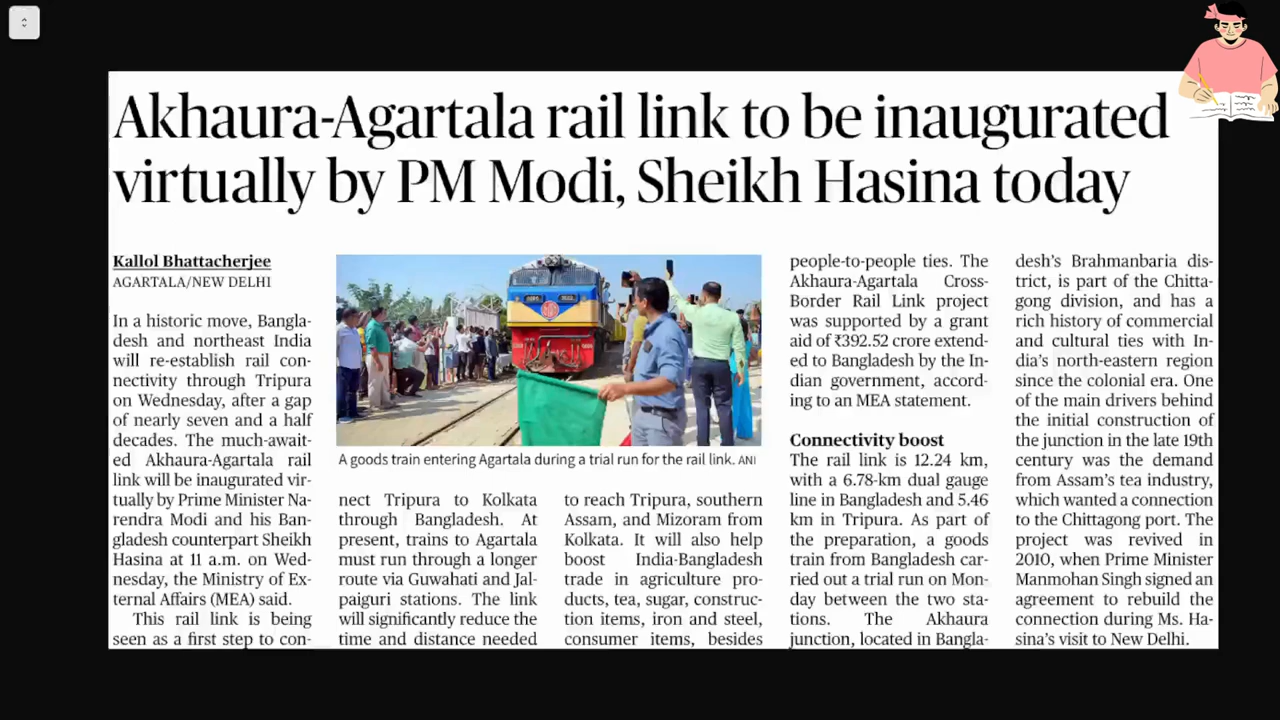 Akhaura-Agartala rail link to be inaugurated
virtually by PM Modi, Sheikh Hasina today
Kallol Bhattacherjee
AGARTALA/NEW DELHI
In a historic move, Bangla-
desh and northeast India
will re-establish rail con-
nectivity through Tripura
on Wednesday, after a gap
of nearly seven and a half
decades. The much-await-
ed Akhaura-Agartala rail
link will be inaugurated vir-
tually by Prime Minister Na-
rendra Modi and his Ban-
gladesh counterpart Sheikh
Hasina at 11 a.m. on Wed-
nesday, the Ministry of Ex-
ternal Affairs (MEA) said.
This rail link is being
seen as a first step to con-
A goods train entering Agartala during a trial run for the rail link. ANI
nect Tripura to Kolkata
through Bangladesh. At
present, trains to Agartala
must run through a longer
route via Guwahati and Jal-
paiguri stations. The link
will significantly reduce the
time and distance needed
to reach Tripura, southern
Assam, and Mizoram from
Kolkata. It will also help
boost India-Bangladesh
trade in agriculture pro-
ducts, tea, sugar, construc-
tion items, iron and steel,
consumer items, besides
people-to-people ties. The
Akhaura-Agartala Cross-
Border Rail Link project
was supported by a grant
aid of ₹392.52 crore extend-
ed to Bangladesh by the In-
dian government, accord-
ing to an MEA statement.
Connectivity boost
The rail link is 12.24 km,
with a 6.78-km dual gauge
line in Bangladesh and 5.46
km in Tripura. As part of
the preparation, a goods
train from Bangladesh car-
ried out a trial run on Mon-
day between the two sta-
tions. The Akhaura
junction, located in Bangla-
desh's Brahmanbaria dis-
trict, is part of the Chitta-
gong division, and has a
rich history of commercial
and cultural ties with In-
dia's north-eastern region
since the colonial era. One
of the main drivers behind
the initial construction of
the junction in the late 19th
century was the demand
from Assam's tea industry,
which wanted a connection
to the Chittagong port. The
project was revived in
2010, when Prime Minister
Manmohan Singh signed an
agreement to rebuild the
connection during Ms. Ha-
sina's visit to New Delhi.